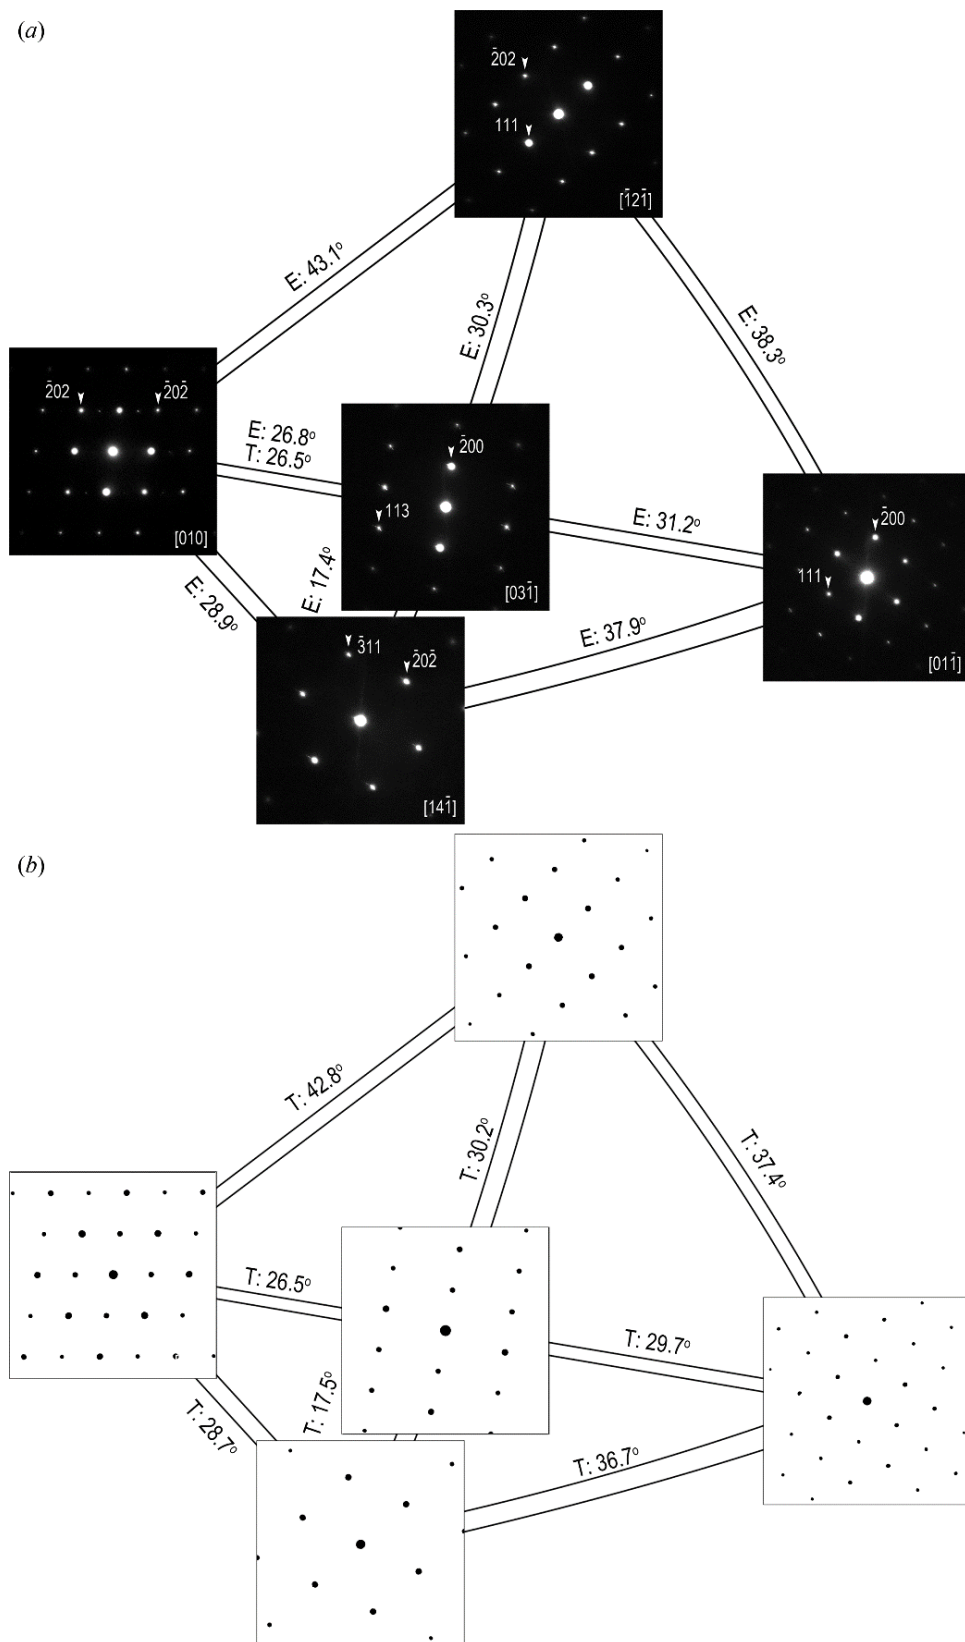 (a)
2̄02
111
[1̄21̄]
E: 43.1°
E: 30.3°
E: 38.3°
2̄02
2̄02̄
[010]
E: 26.8°
T: 26.5°
2̄00
113
[031̄]
E: 31.2°
2̄00
111
[011̄]
E: 28.9°
E: 17.4°
3̄11
2̄02̄
[141̄]
E: 37.9°
(b)
T: 42.8°
T: 30.2°
T: 37.4°
T: 26.5°
T: 29.7°
T: 28.7°
T: 17.5°
T: 36.7°